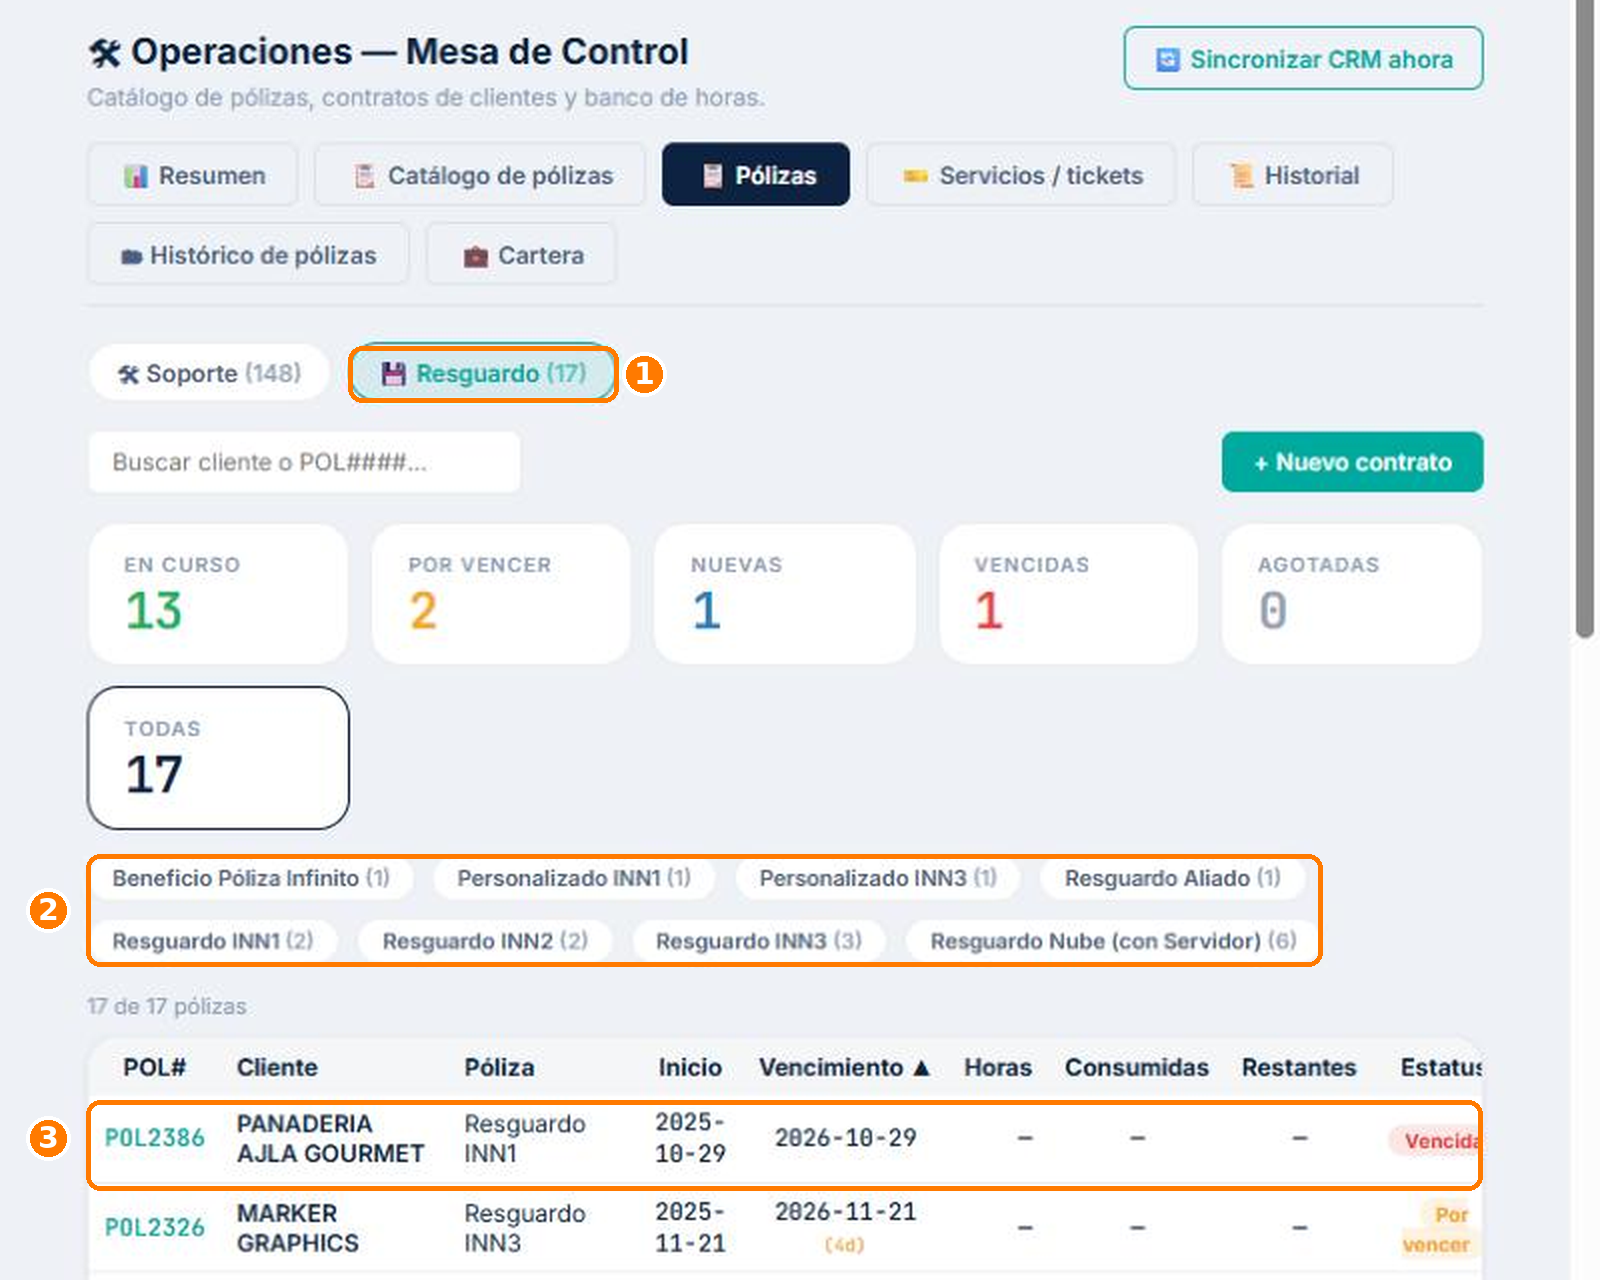 Operaciones — Mesa de Control
Sincronizar CRM ahora
Catálogo de pólizas, contratos de clientes y banco de horas.
Resumen
Catálogo de pólizas
Pólizas
Servicios / tickets
Historial
Histórico de pólizas
Cartera
Soporte (148)
Resguardo (17)
1
Buscar cliente o POL####...
+ Nuevo contrato
EN CURSO
13
POR VENCER
2
NUEVAS
1
VENCIDAS
1
AGOTADAS
0
TODAS
17
2
Beneficio Póliza Infinito (1)
Personalizado INN1 (1)
Personalizado INN3 (1)
Resguardo Aliado (1)
Resguardo INN1 (2)
Resguardo INN2 (2)
Resguardo INN3 (3)
Resguardo Nube (con Servidor) (6)
17 de 17 pólizas
POL# Cliente Póliza Inicio Vencimiento ▲ Horas Consumidas Restantes Estatus
3
POL2386
PANADERIA
AJLA GOURMET
Resguardo
INN1
2025-
10-29
2026-10-29
—
—
—
Vencida
POL2326
MARKER
GRAPHICS
Resguardo
INN3
2025-
11-21
2026-11-21
(4d)
—
—
—
Por
vencer